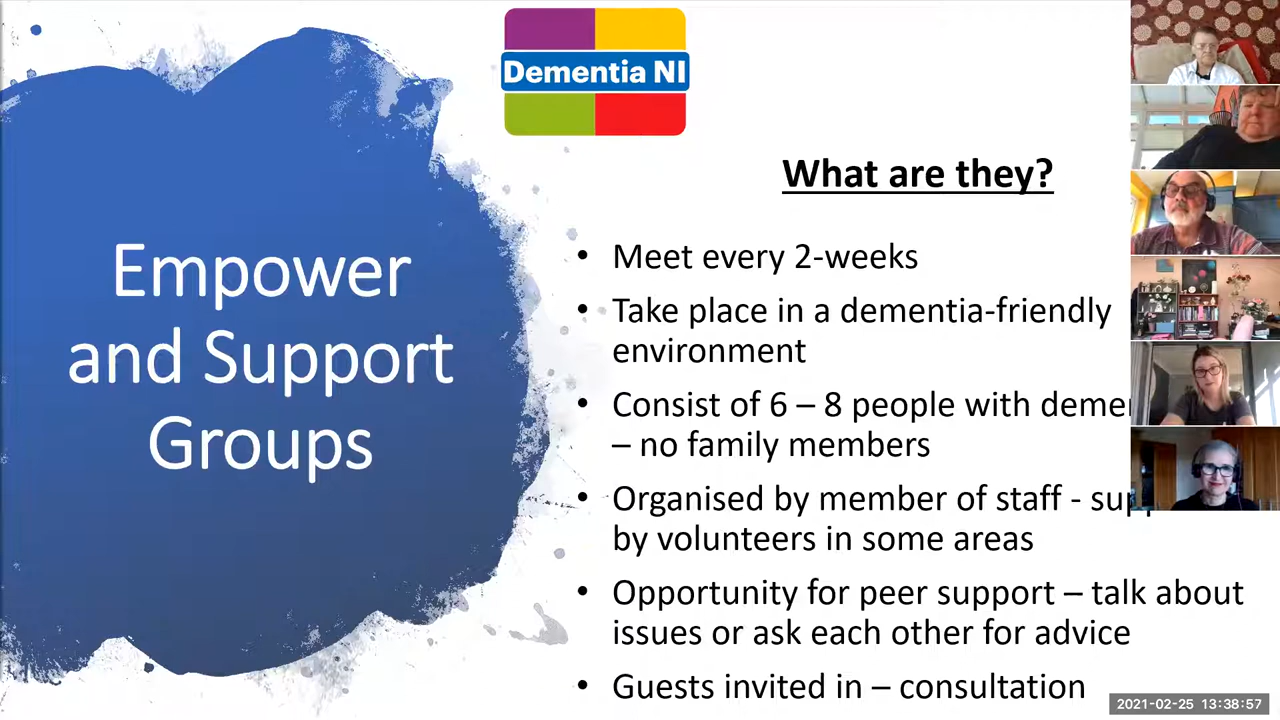 Dementia NI
Empower
and Support
Groups
What are they?
• Meet every 2-weeks
• Take place in a dementia-friendly
environment
• Consist of 6 – 8 people with
– no family members
• Organised by member of staff -
by volunteers in some areas
• Opportunity for peer support – talk about
issues or ask each other for advice
• Guests invited in – consultation
2021-02-25 13:38:57